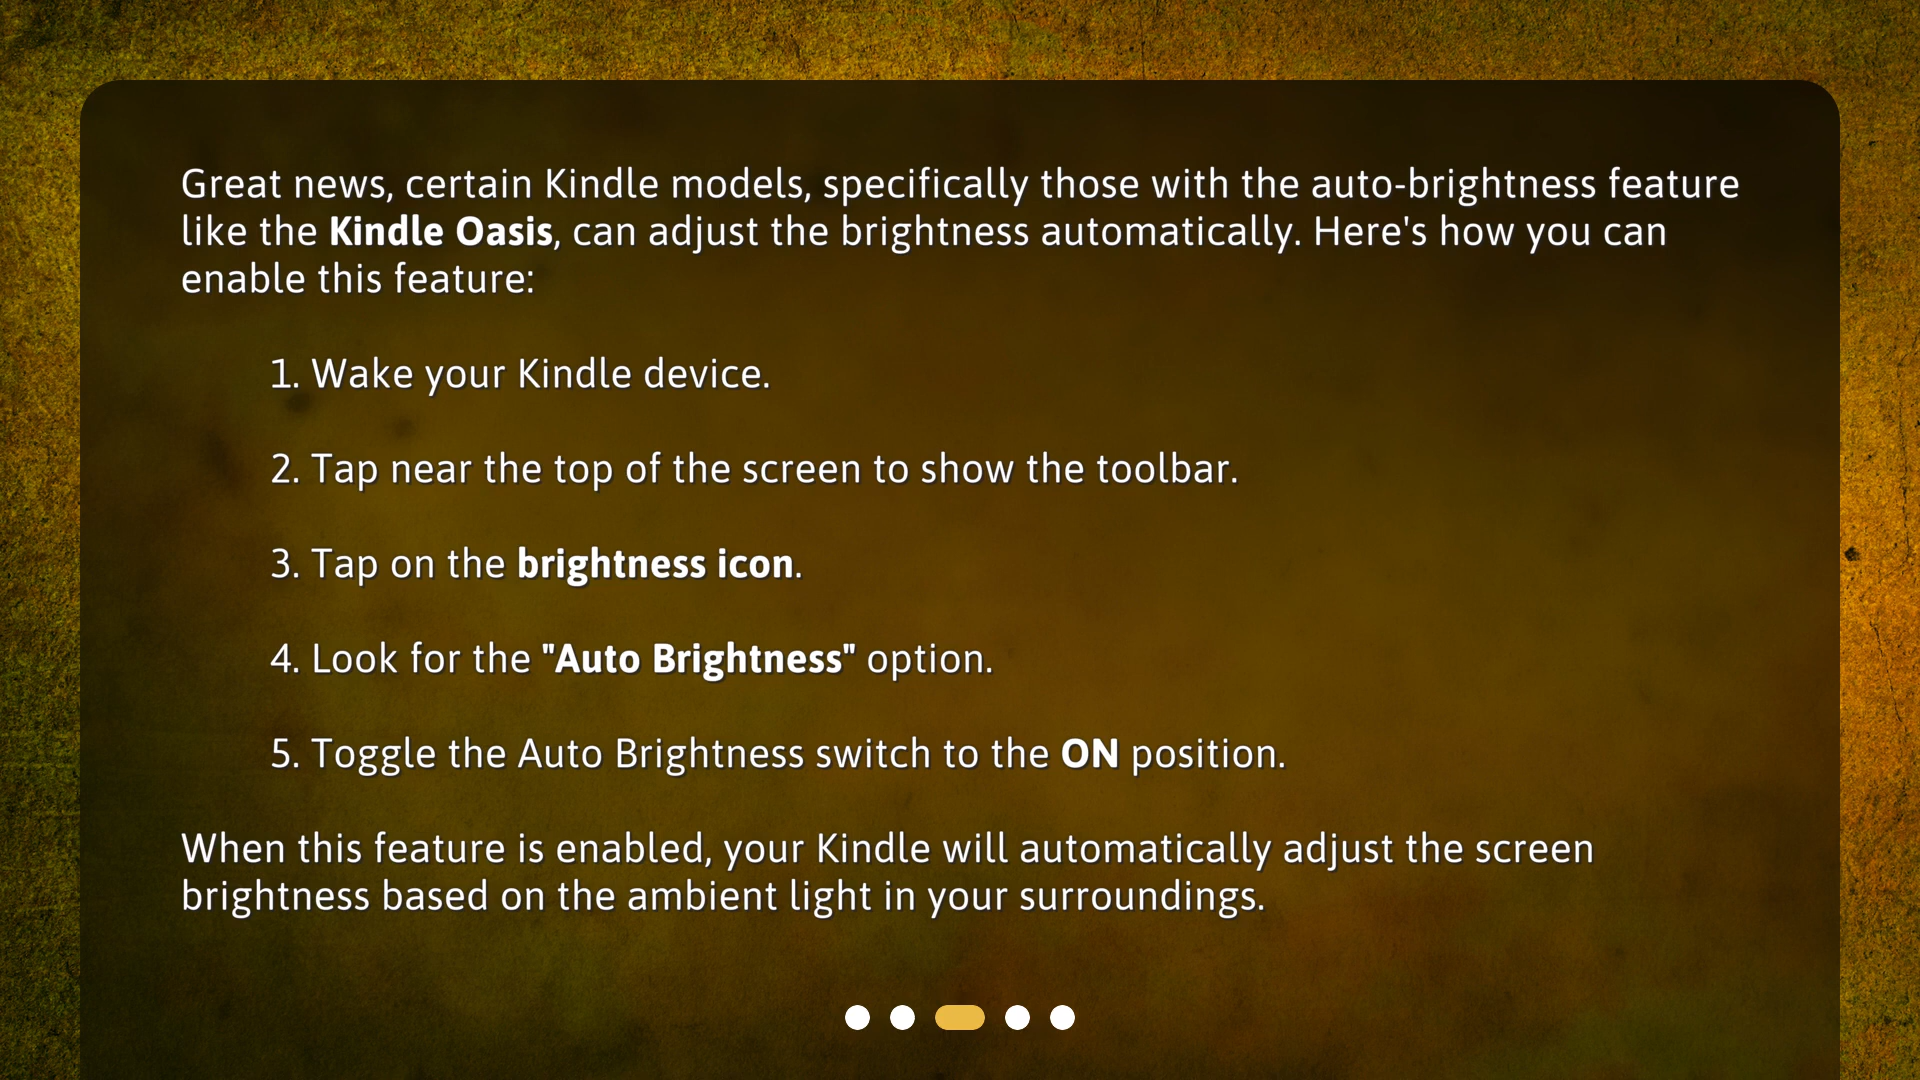 Great news, certain Kindle models, specifically those with the auto-brightness feature
like the Kindle Oasis, can adjust the brightness automatically. Here's how you can
enable this feature:
1. Wake your Kindle device.
2. Tap near the top of the screen to show the toolbar.
3. Tap on the brightness icon.
4. Look for the "Auto Brightness" option.
5. Toggle the Auto Brightness switch to the ON position.
When this feature is enabled, your Kindle will automatically adjust the screen
brightness based on the ambient light in your surroundings.